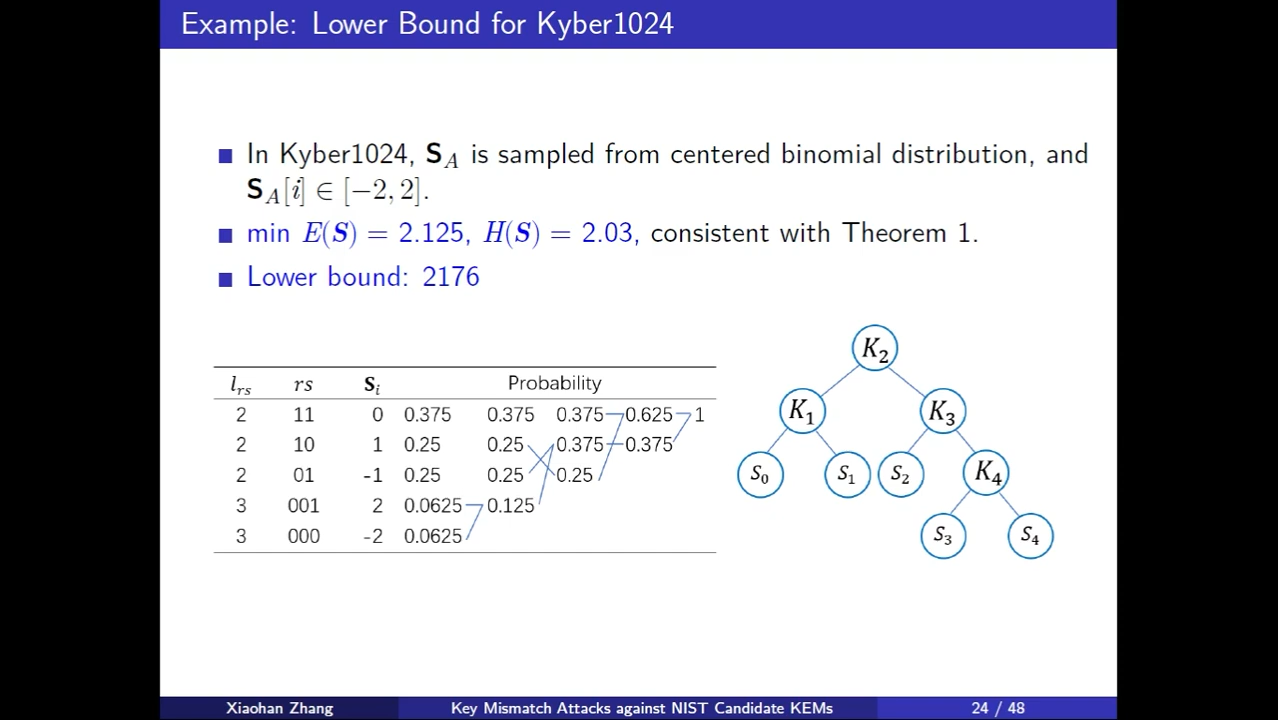 Example: Lower Bound for Kyber1024
■ In Kyber1024, S_A is sampled from centered binomial distribution, and
S_A[i] ∈ [−2, 2].
■ min E(S) = 2.125, H(S) = 2.03, consistent with Theorem 1.
■ Lower bound: 2176
l_rs rs S_i Probability
2 11 0 0.375 0.375 0.375 0.625 1
2 10 1 0.25 0.25 0.375 0.375
2 01 -1 0.25 0.25 0.25
3 001 2 0.0625 0.125
3 000 -2 0.0625
K_2
K_1 K_3
S_0 S_1 S_2 K_4
S_3 S_4
Xiaohan Zhang Key Mismatch Attacks against NIST Candidate KEMs 24 / 48